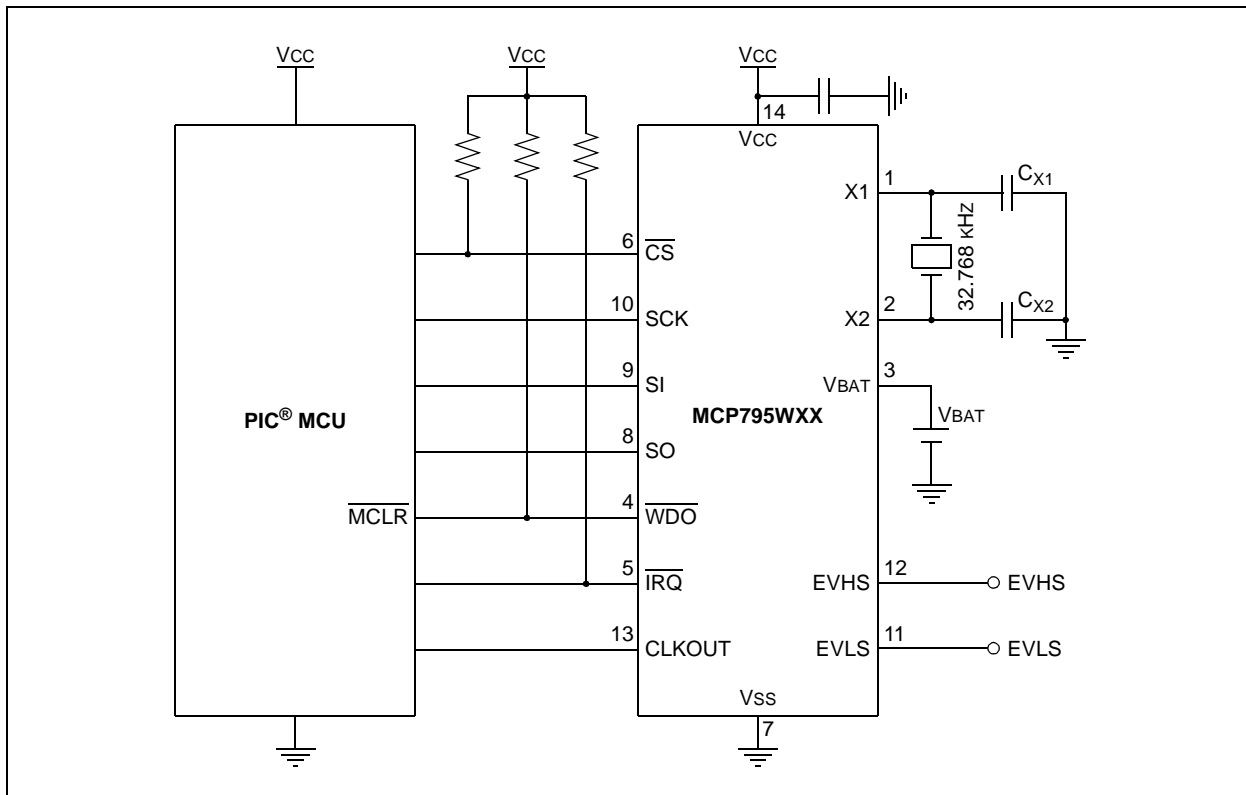 VCC VCC VCC
14
VCC
1 CX1
X1
6 CS
32.768 KHZ
10 SCK
2 CX2
X2
9 SI
3
VBAT
PIC® MCU
MCP795WXX
VBAT
8 SO
MCLR
4 WDO
5 IRQ
12
EVHS EVHS
13 CLKOUT
11
EVLS EVLS
VSS
7